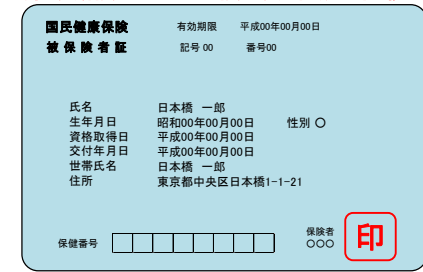 国民健康保険 有効期限 平成00年00月00日
被保険者証 記号 00 番号00
氏名 日本橋 一郎
生年月日 昭和00年00月00日 性別 〇
資格取得日 平成00年00月00日
交付年月日 平成00年00月00日
世帯氏名 日本橋 一郎
住所 東京都中央区日本橋1-1-21
保険者
保健番号 〇〇〇 印